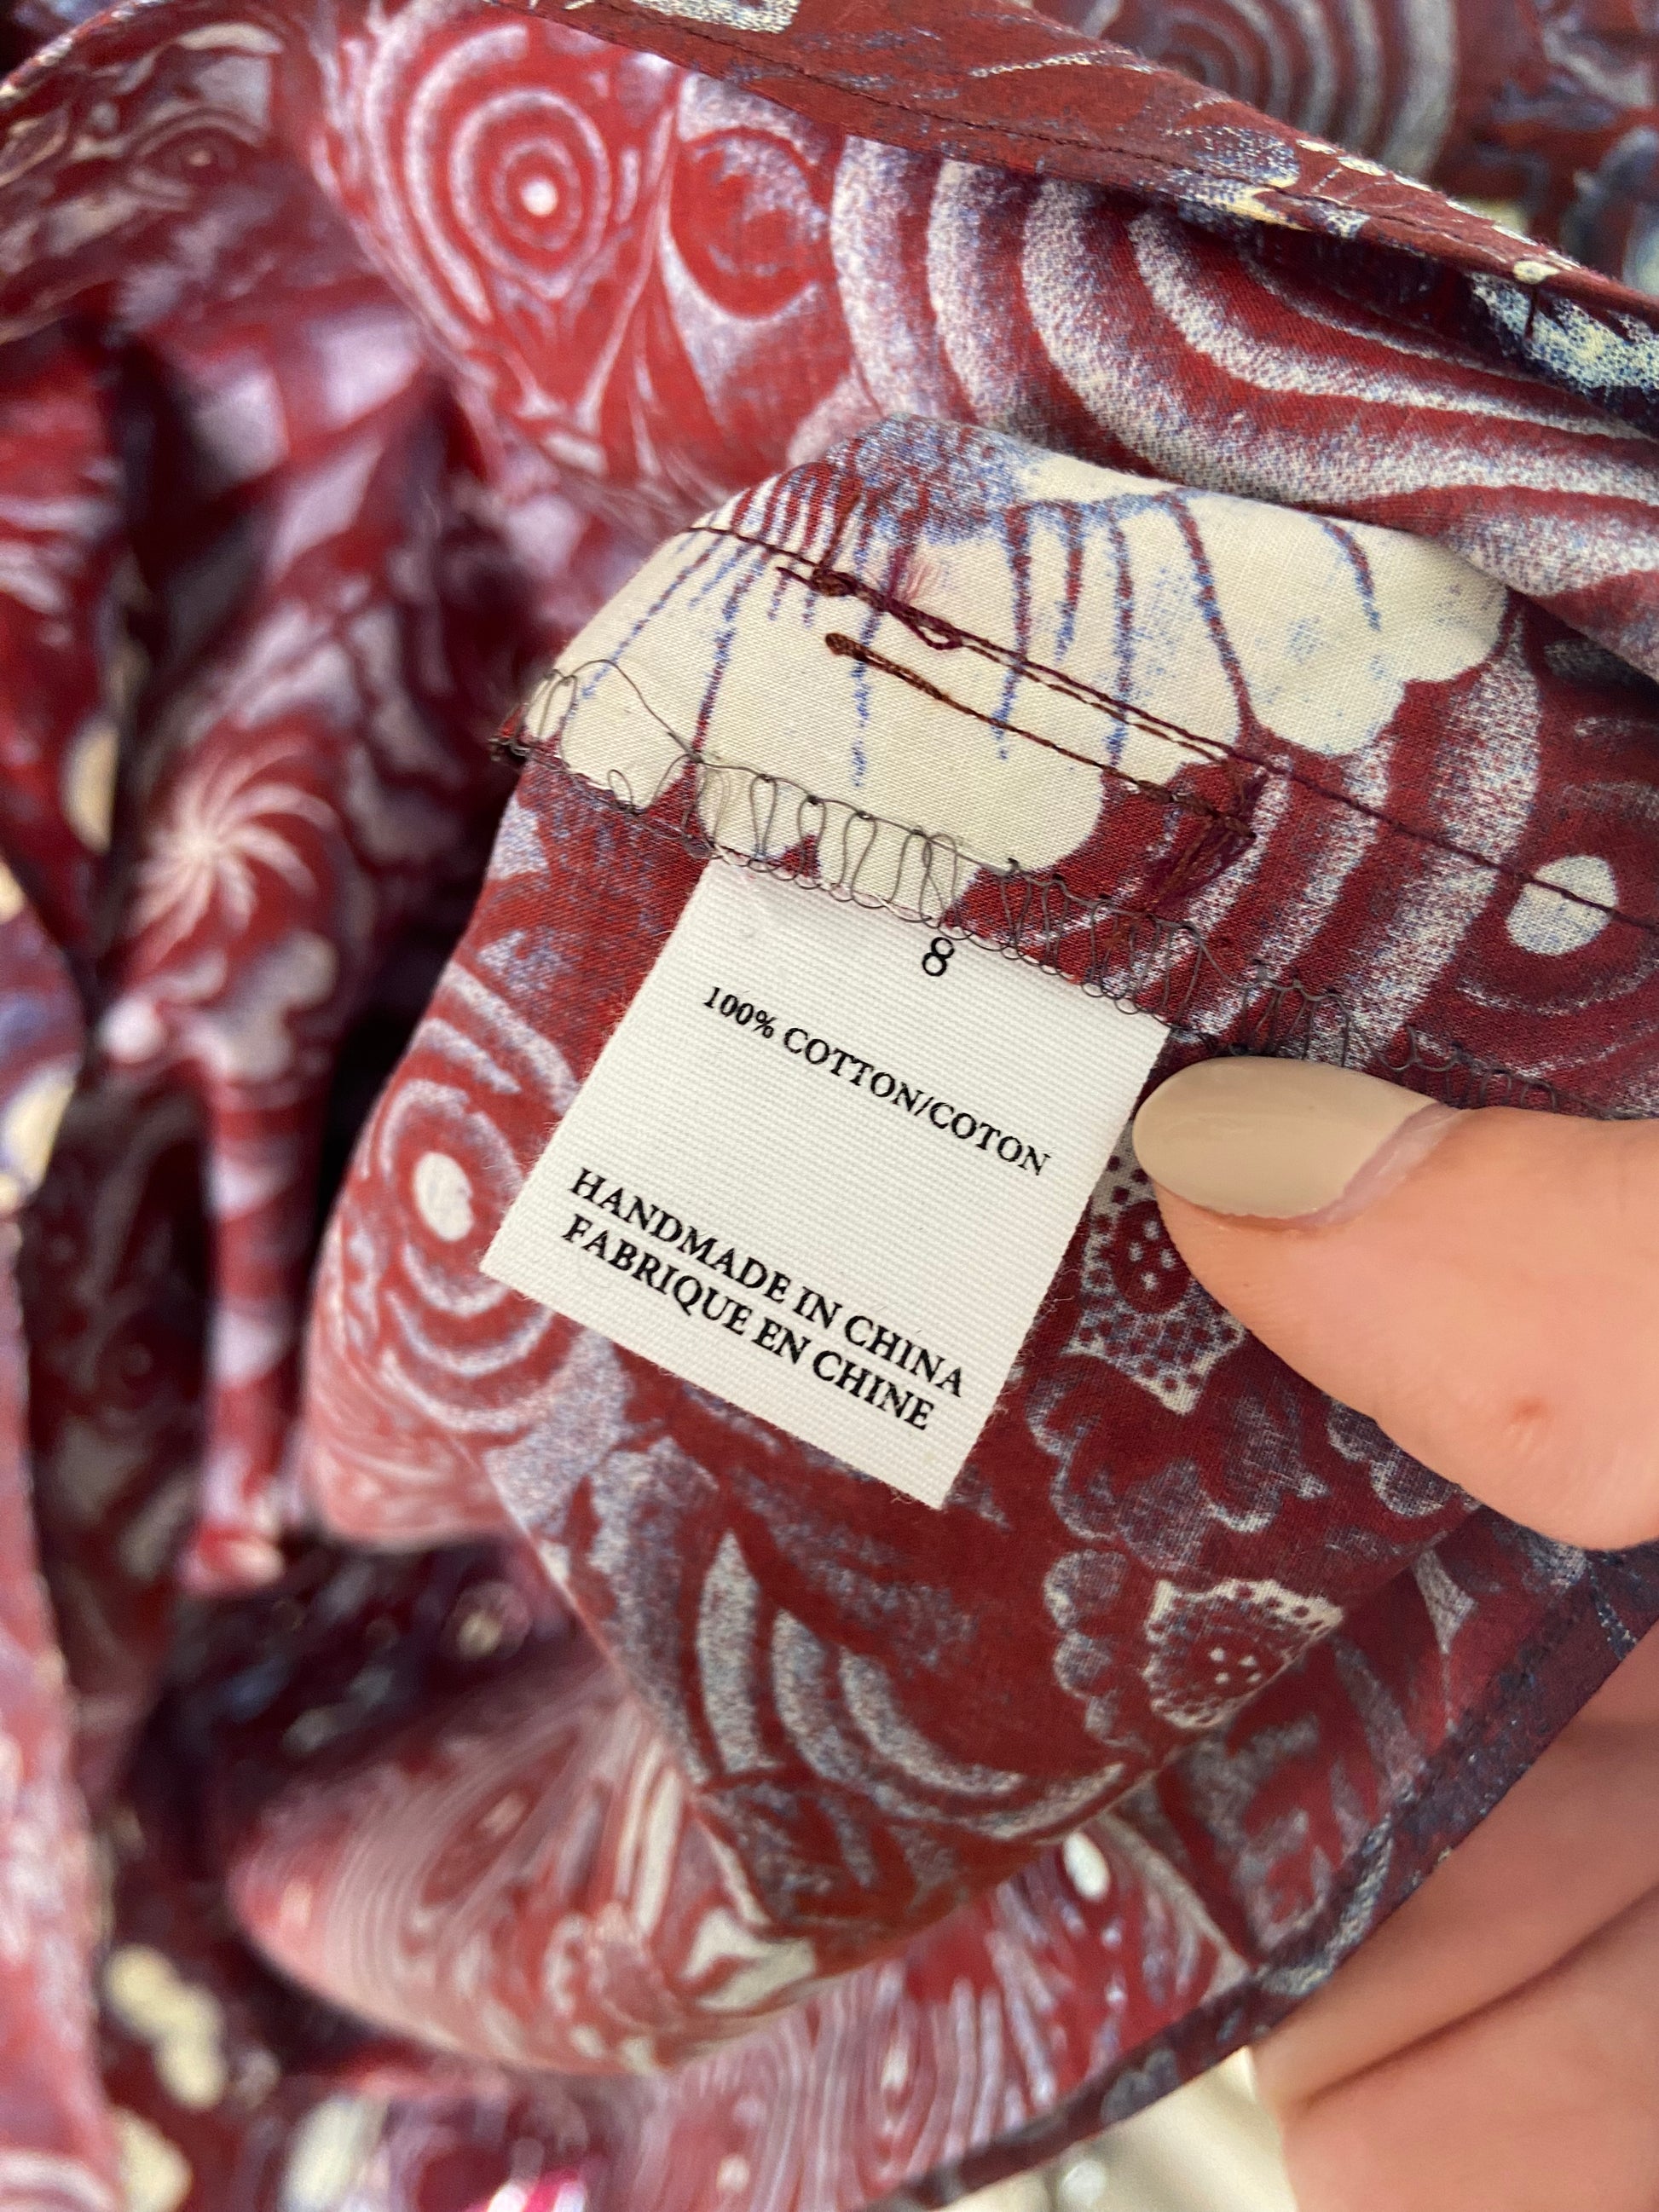 8
100% COTTON/COTON
HANDMADE IN CHINA
FABRIQUE EN CHINE